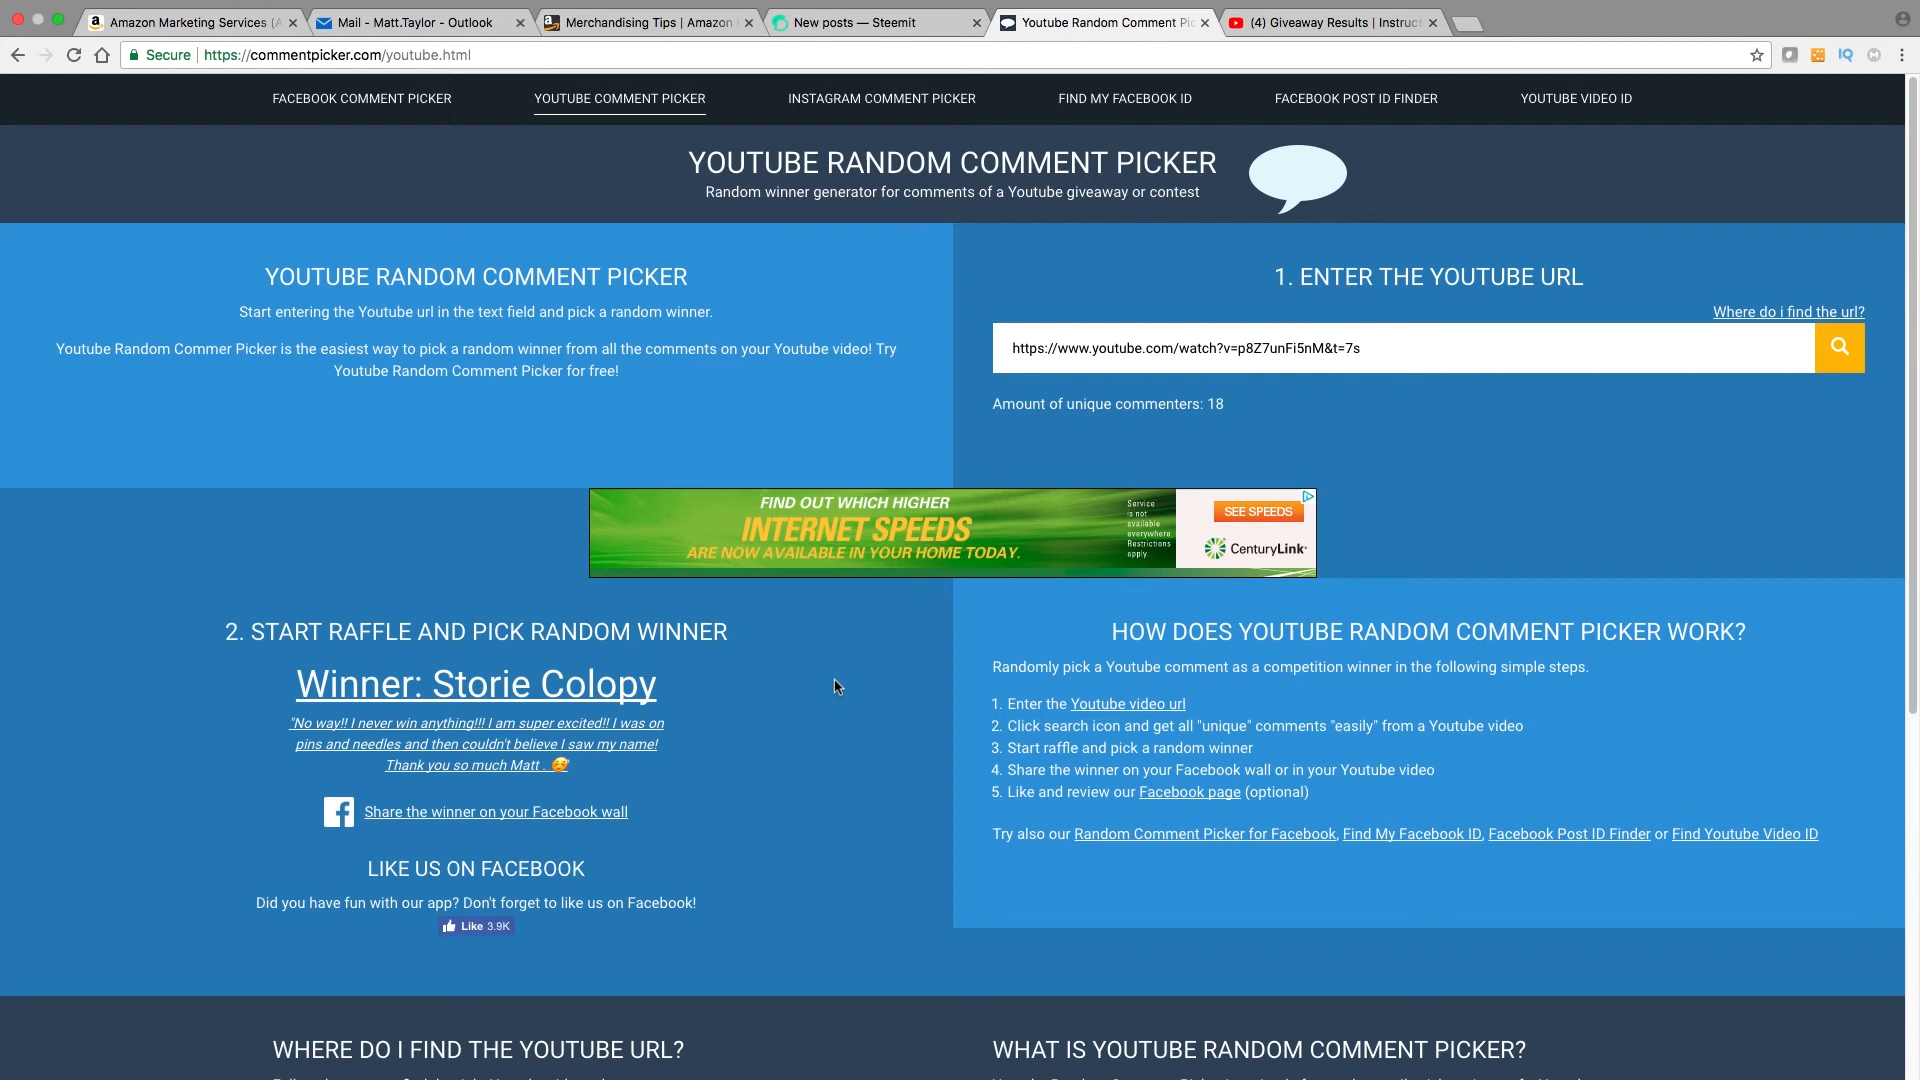 Amazon Marketing Services (A
Mail - Matt.Taylor - Outlook
Merchandising Tips | Amazon
New posts — Steemit
Youtube Random Comment Pic
(4) Giveaway Results | Instruct
Secure
https://commentpicker.com/youtube.html
FACEBOOK COMMENT PICKER
YOUTUBE COMMENT PICKER
INSTAGRAM COMMENT PICKER
FIND MY FACEBOOK ID
FACEBOOK POST ID FINDER
YOUTUBE VIDEO ID
YOUTUBE RANDOM COMMENT PICKER
Random winner generator for comments of a Youtube giveaway or contest
YOUTUBE RANDOM COMMENT PICKER
Start entering the Youtube url in the text field and pick a random winner.
Youtube Random Commer Picker is the easiest way to pick a random winner from all the comments on your Youtube video! Try
Youtube Random Comment Picker for free!
1. ENTER THE YOUTUBE URL
Where do i find the url?
https://www.youtube.com/watch?v=p8Z7unFi5nM&t=7s
Amount of unique commenters: 18
FIND OUT WHICH HIGHER
INTERNET SPEEDS
ARE NOW AVAILABLE IN YOUR HOME TODAY.
Service
is not
available
everywhere.
Restrictions
apply.
SEE SPEEDS
CenturyLink
2. START RAFFLE AND PICK RANDOM WINNER
Winner: Storie Colopy
"No way!! I never win anything!!! I am super excited!! I was on
pins and needles and then couldn't believe I saw my name!
Thank you so much Matt . 🥰
Share the winner on your Facebook wall
LIKE US ON FACEBOOK
Did you have fun with our app? Don't forget to like us on Facebook!
Like 3.9K
HOW DOES YOUTUBE RANDOM COMMENT PICKER WORK?
Randomly pick a Youtube comment as a competition winner in the following simple steps.
1. Enter the Youtube video url
2. Click search icon and get all "unique" comments "easily" from a Youtube video
3. Start raffle and pick a random winner
4. Share the winner on your Facebook wall or in your Youtube video
5. Like and review our Facebook page (optional)
Try also our Random Comment Picker for Facebook, Find My Facebook ID, Facebook Post ID Finder or Find Youtube Video ID
WHERE DO I FIND THE YOUTUBE URL?
WHAT IS YOUTUBE RANDOM COMMENT PICKER?